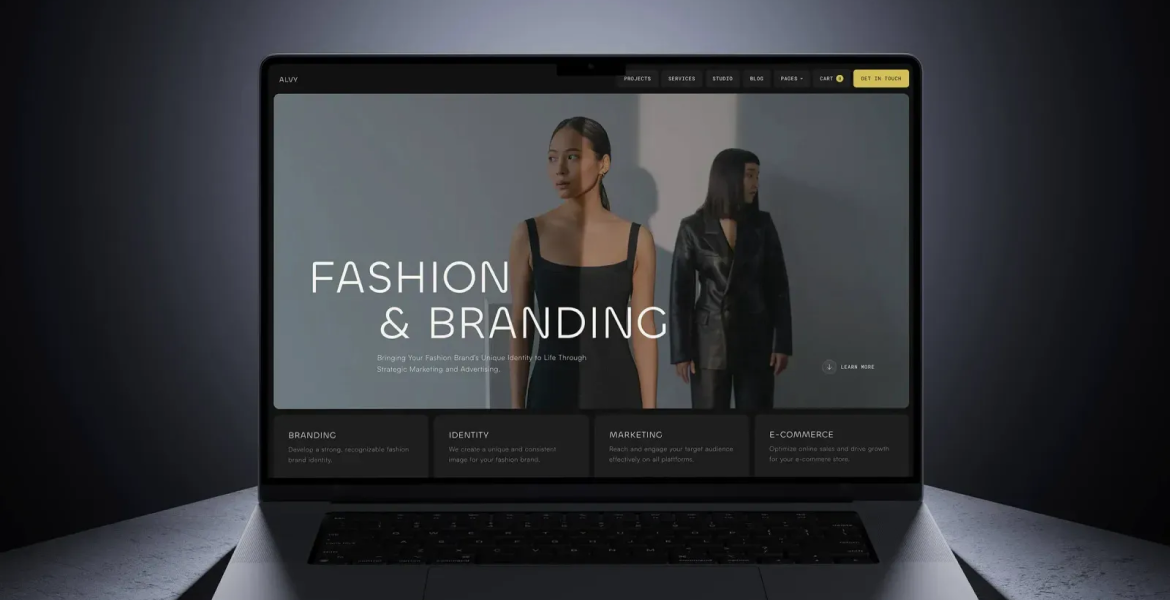 ALVY
PROJECTS
SERVICES
STUDIO
BLOG
PAGES
CART
GET IN TOUCH
FASHION
& BRANDING
Bringing Your Fashion Brand's Unique Identity to Life Through
Strategic Marketing and Advertising.
LEARN MORE
BRANDING
Develop a strong, recognizable fashion
brand identity.
IDENTITY
We create a unique and consistent
image for your fashion brand.
MARKETING
Reach and engage your target audience
effectively on all platforms.
E-COMMERCE
Optimize online sales and drive growth
for your e-commerce store.